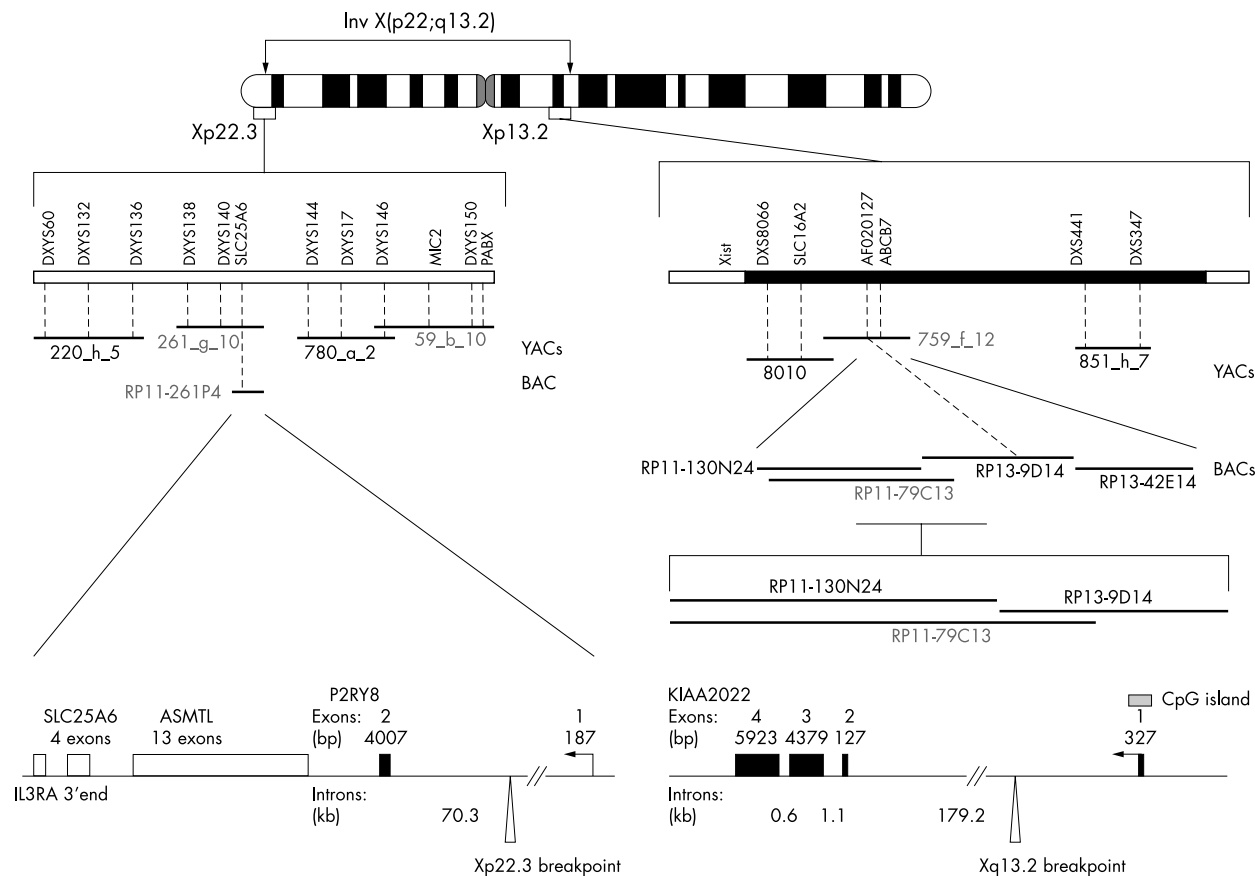 Inv X(p22;q13.2)
Xp22.3
Xp13.2
DXYS60
DXYS132
DXYS136
DXYS138
DXYS140
SLC25A6
DXYS144
DXYS17
DXYS146
MIC2
DXYS150
PABX
220_h_5
261_g_10
780_a_2
59_b_10
YACs
BAC
RP11-261P4
Xist
DXS8066
SLC16A2
AF020127
ABCB7
DXS441
DXS347
8010
759_f_12
851_h_7
YACs
RP11-130N24
RP13-9D14
BACs
RP11-79C13
RP13-42E14
RP11-130N24
RP13-9D14
RP11-79C13
P2RY8
SLC25A6 ASMTL Exons: 2 1
4 exons 13 exons (bp) 4007 187
IL3RA 3'end Introns:
(kb) 70.3
Xp22.3 breakpoint
KIAA2022
CpG island
Exons: 4 3 2 1
(bp) 5923 4379 127 327
Introns:
(kb) 0.6 1.1 179.2
Xq13.2 breakpoint